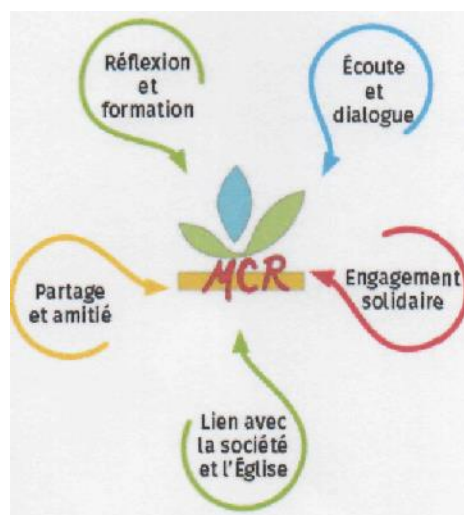 Réflexion
et
formation
Écoute
et
dialogue
MCR
Partage
et amitié
Engagement
solidaire
Lien avec
la société
et l'Église